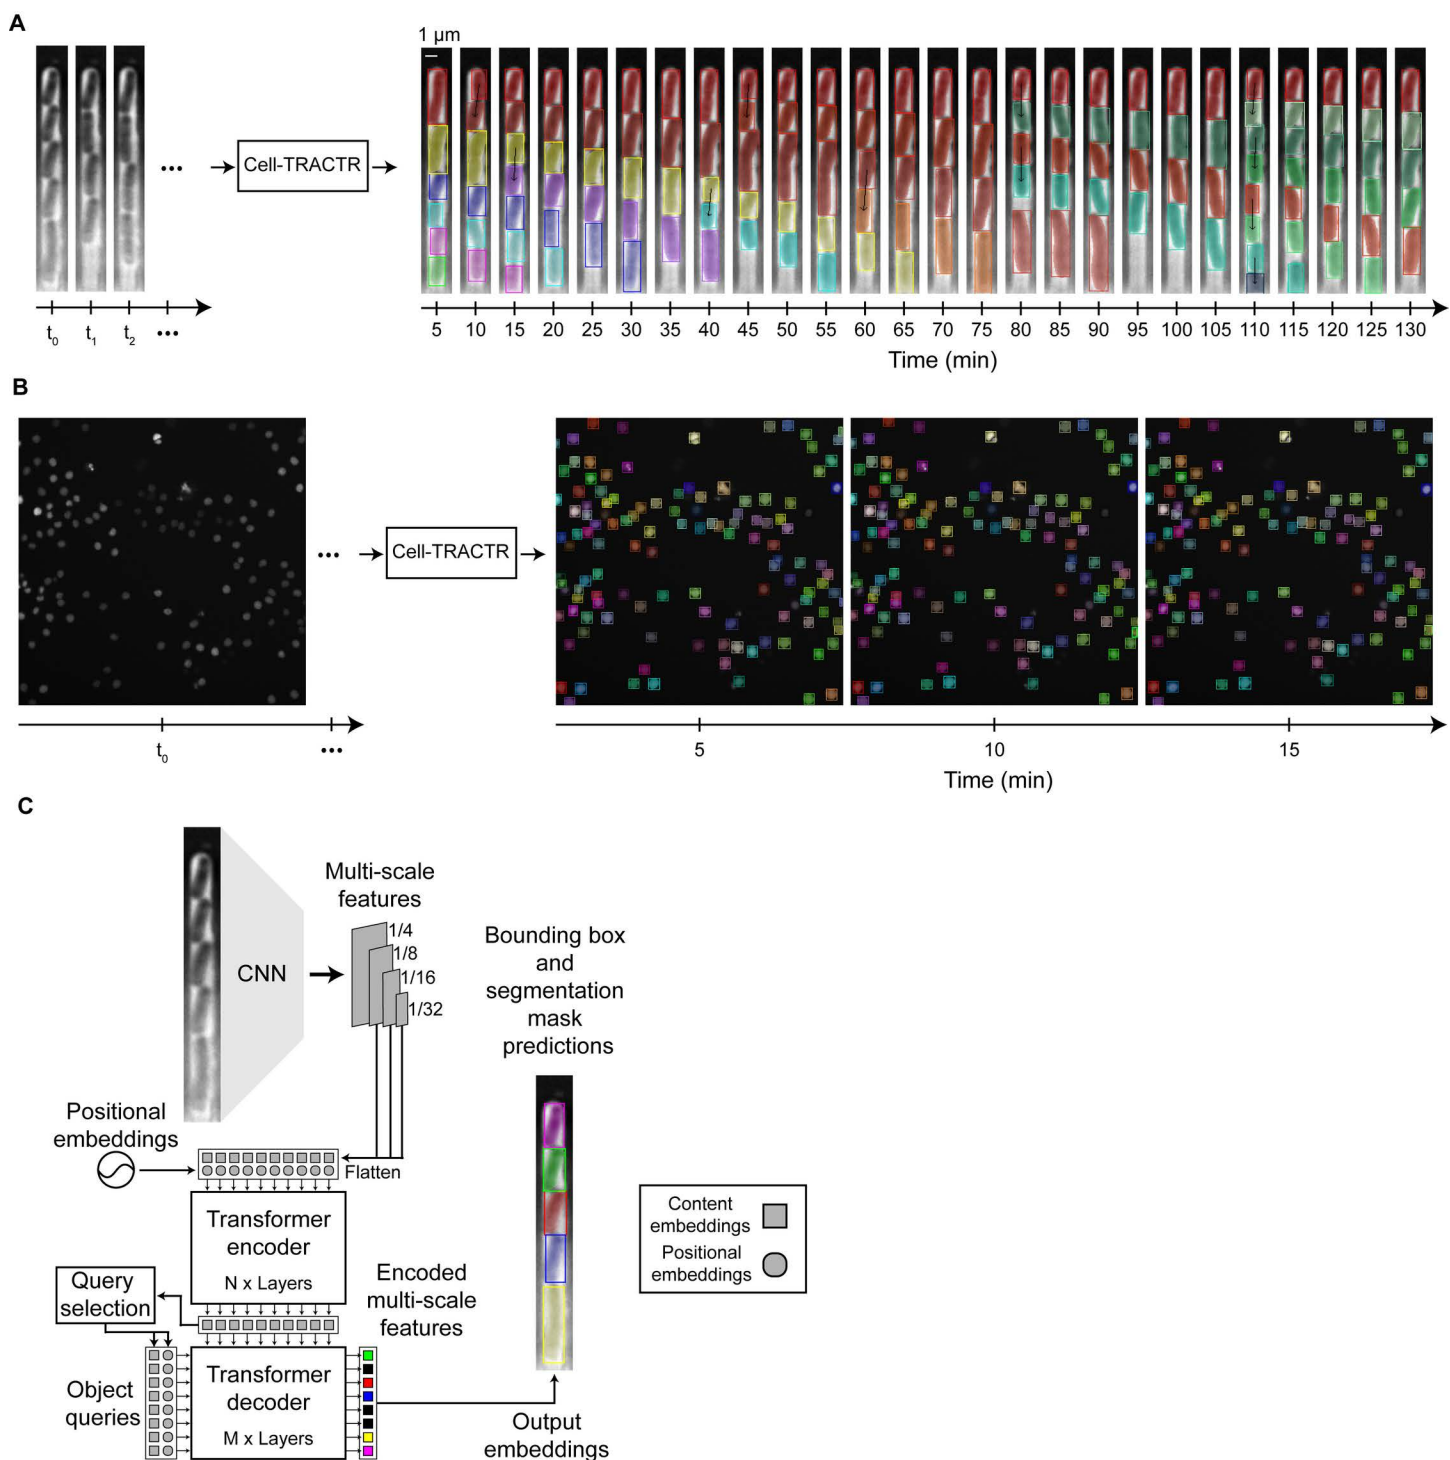 A
1 μm
Cell-TRACTR
t0 t1 t2
5 10 15 20 25 30 35 40 45 50 55 60 65 70 75 80 85 90 95 100 105 110 115 120 125 130
Time (min)
B
Cell-TRACTR
t0
5 10 15
Time (min)
C
CNN
Multi-scale
features
1/4
1/8
1/16
1/32
Bounding box
and
segmentation
mask
predictions
Positional
embeddings
Flatten
Transformer
encoder
N x Layers
Query
selection
Encoded
multi-scale
features
Object
queries
Transformer
decoder
M x Layers
Output
embeddings
Content
embeddings
Positional
embeddings